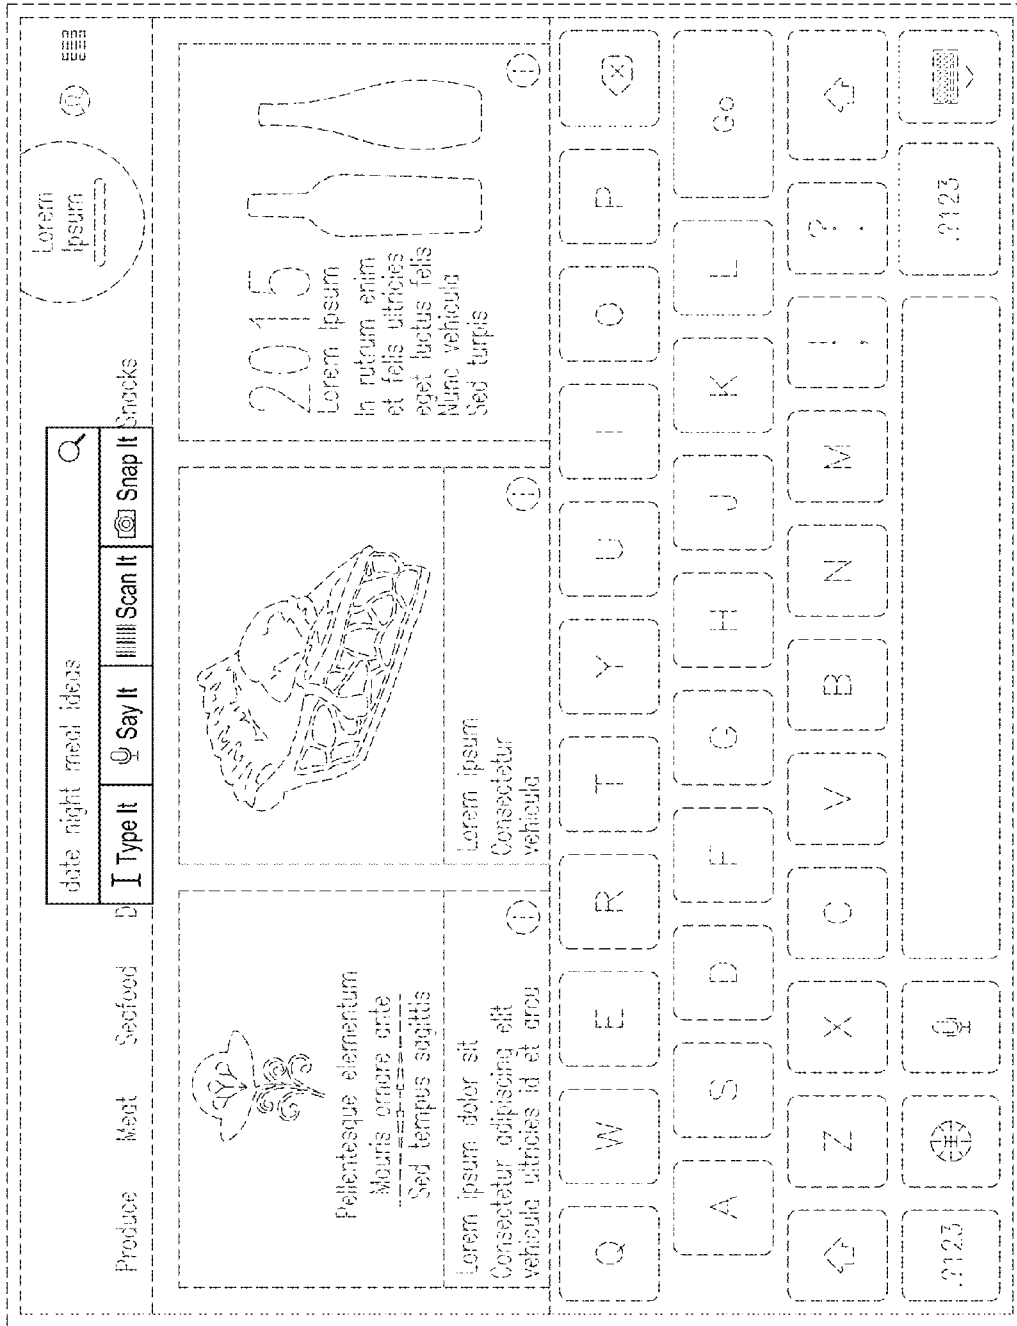 Lorem
Ipsum
date night meal ideas
Type It
Say It
Scan It
Snap It
Produce
Meat
Seafood
D
Snacks
Pellentesque elementum
Mauris ornare ante
Sed tempus sagittis
Lorem ipsum dolor sit
Consectetur adipiscing elit
vehicula ultricies id et arcu
i
Lorem ipsum
Consectetur
vehicula
i
2015
Lorem Ipsum
In rutrum enim
et felis ultricies
eget luctus felis
Nunc vehicula
Sed turpis
i
Q W E R T Y U I O P
A S D F G H J K L Go
Z X C V B N M ! , ? .
.?123 .?123